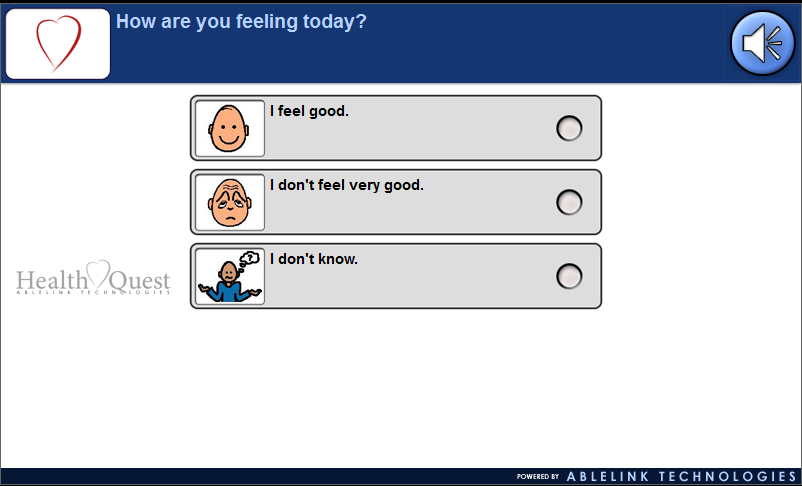 How are you feeling today?
I feel good.
I don't feel very good.
?
I don't know.
Health Quest
ABLELINK TECHNOLOGIES
POWERED BY ABLELINK TECHNOLOGIES